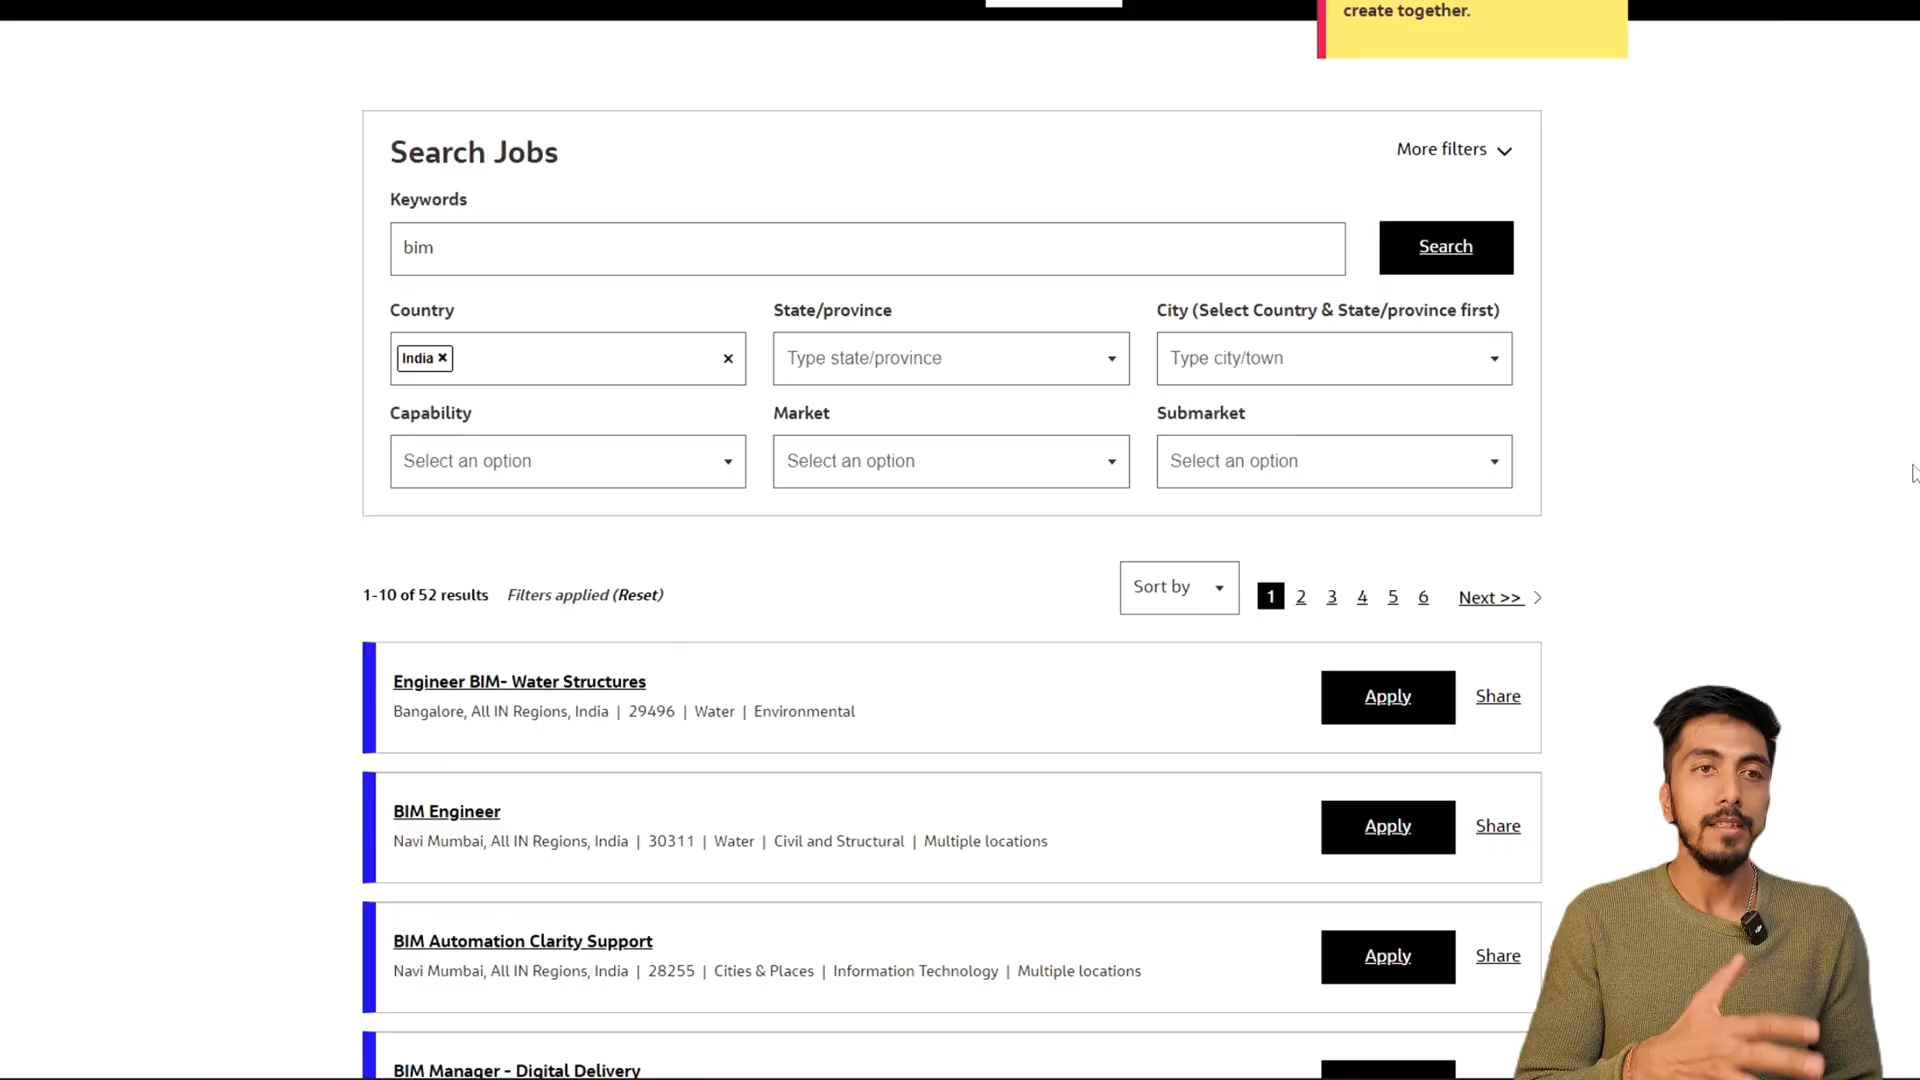 create together.
Search Jobs
More filters
Keywords
bim
Search
Country
State/province
City (Select Country & State/province first)
India ×
×
Type state/province
Type city/town
Capability
Market
Submarket
Select an option
Select an option
Select an option
1-10 of 52 results Filters applied (Reset)
Sort by
1 2 3 4 5 6 Next >>
Engineer BIM- Water Structures
Bangalore, All IN Regions, India | 29496 | Water | Environmental
Apply
Share
BIM Engineer
Navi Mumbai, All IN Regions, India | 30311 | Water | Civil and Structural | Multiple locations
Apply
Share
BIM Automation Clarity Support
Navi Mumbai, All IN Regions, India | 28255 | Cities & Places | Information Technology | Multiple locations
Apply
Share
BIM Manager - Digital Delivery